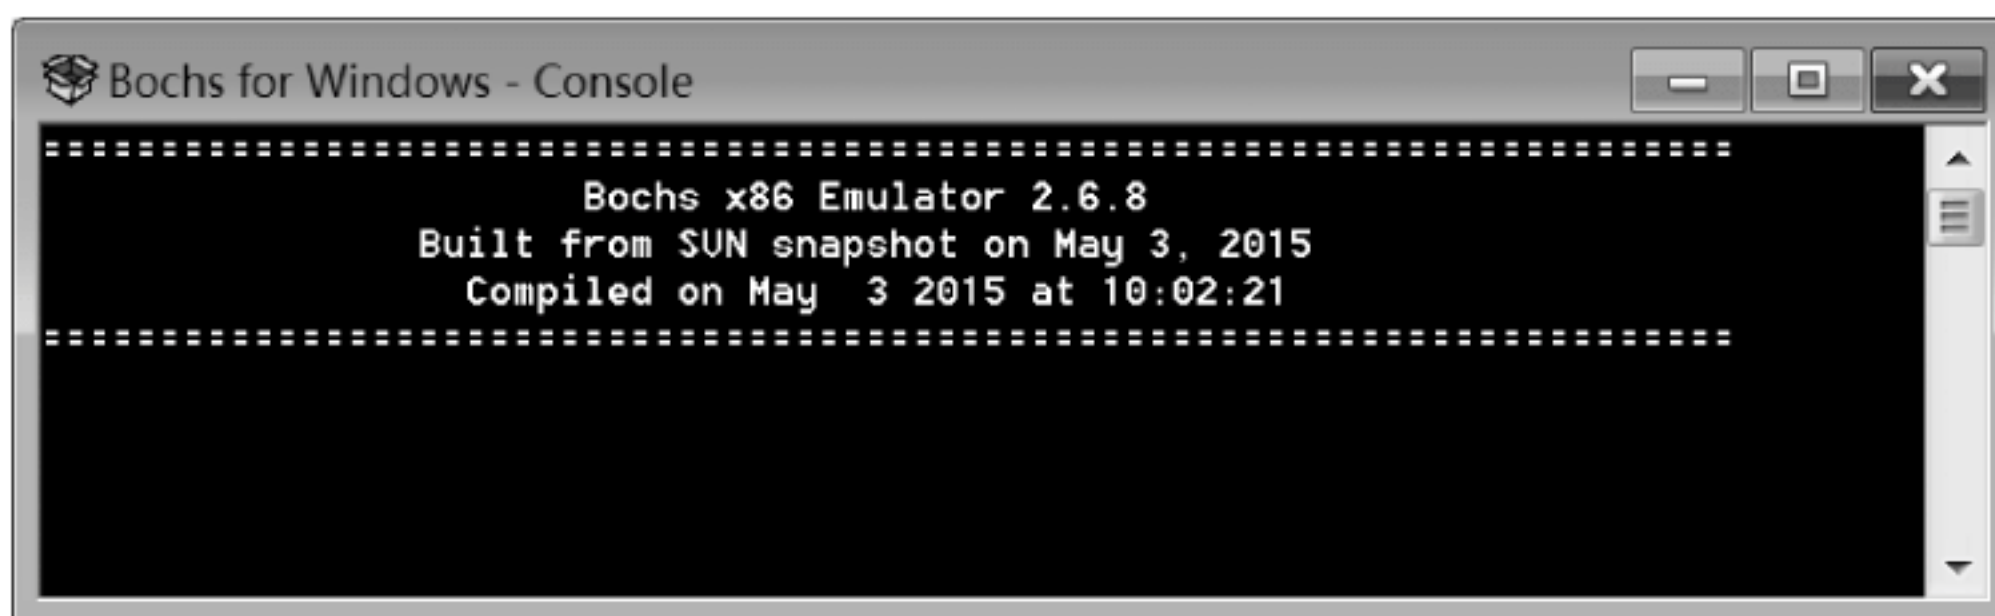 Bochs for Windows - Console
========================================================================
Bochs x86 Emulator 2.6.8
Built from SVN snapshot on May 3, 2015
Compiled on May  3 2015 at 10:02:21
========================================================================